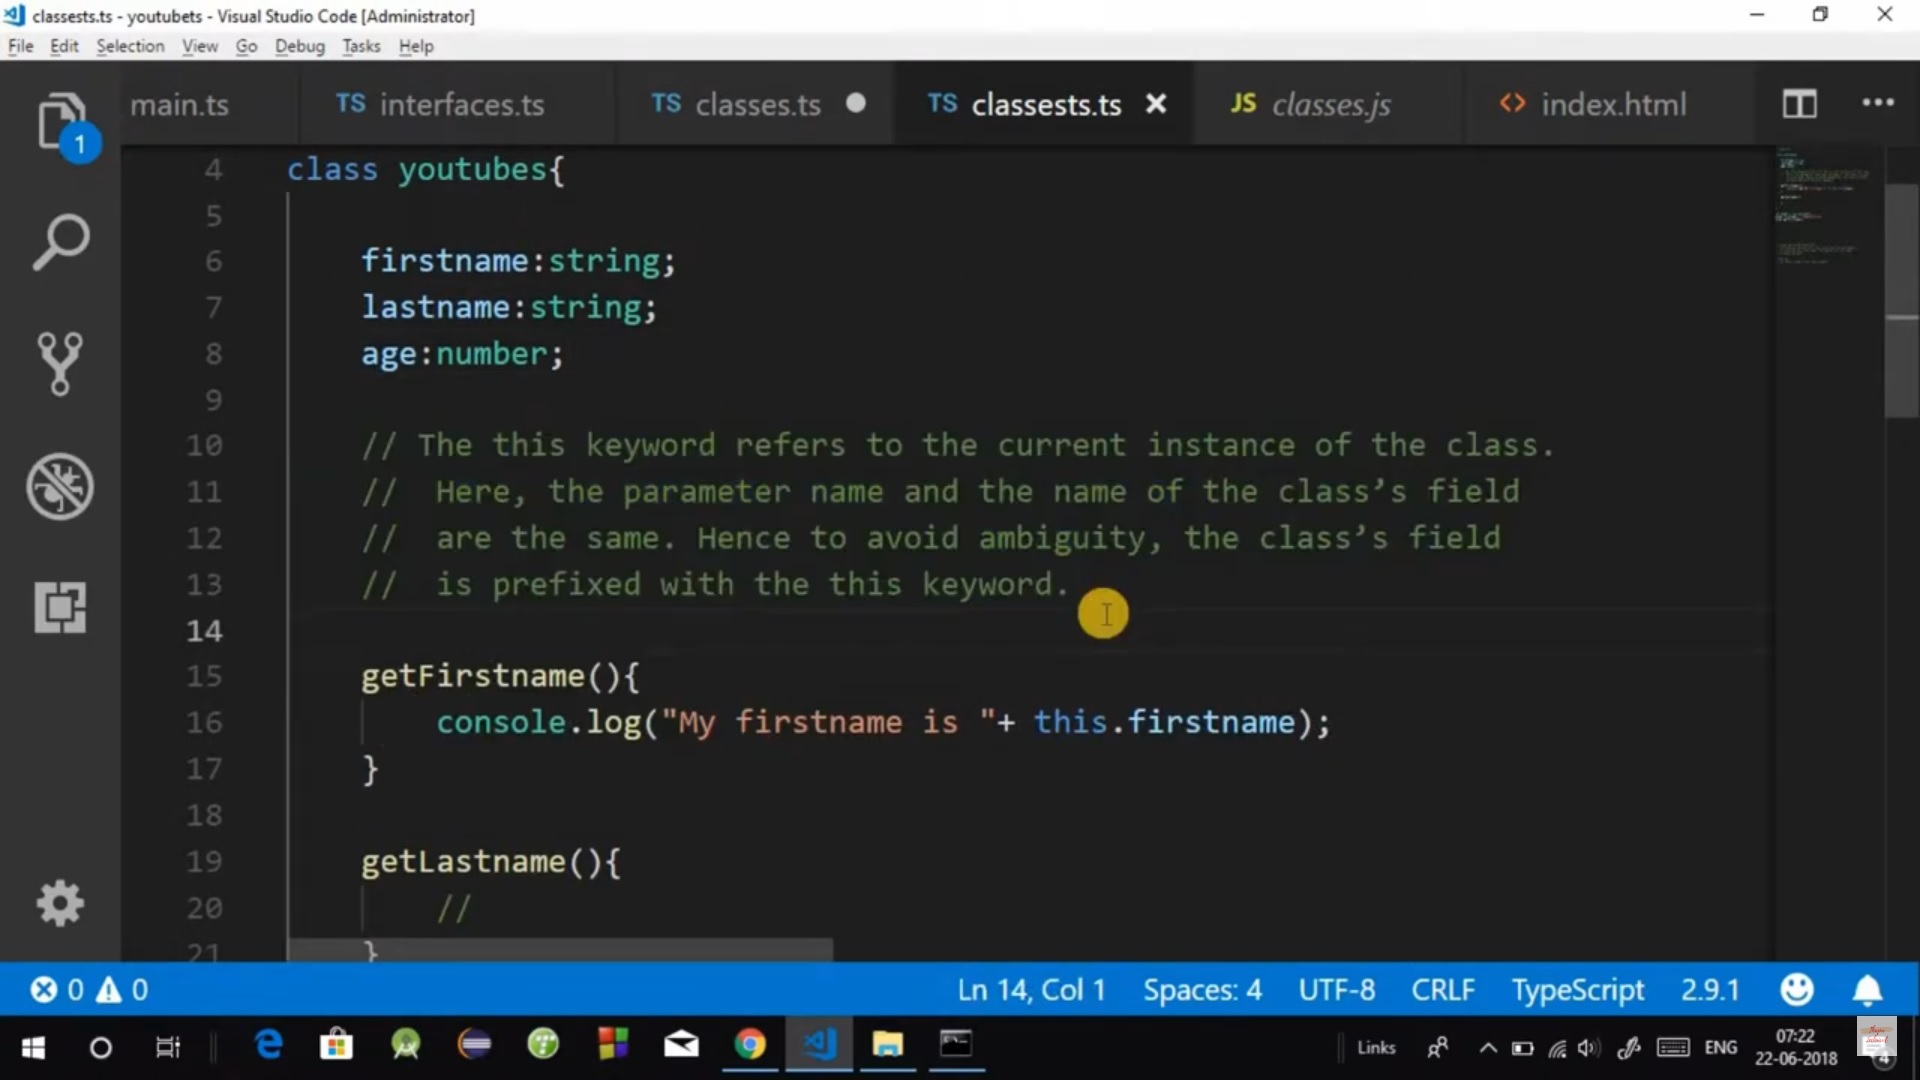 classests.ts - youtubets - Visual Studio Code [Administrator]
File Edit Selection View Go Debug Tasks Help
1
main.ts TS interfaces.ts TS classes.ts TS classests.ts JS classes.js index.html
4 class youtubes{
5
6 firstname:string;
7 lastname:string;
8 age:number;
9
10 // The this keyword refers to the current instance of the class.
11 // Here, the parameter name and the name of the class’s field
12 // are the same. Hence to avoid ambiguity, the class’s field
13 // is prefixed with the this keyword.
14
15 getFirstname(){
16 console.log("My firstname is "+ this.firstname);
17 }
18
19 getLastname(){
20 //
21 }
0 0 Ln 14, Col 1 Spaces: 4 UTF-8 CRLF TypeScript 2.9.1
Links ENG 07:22
22-06-2018
4